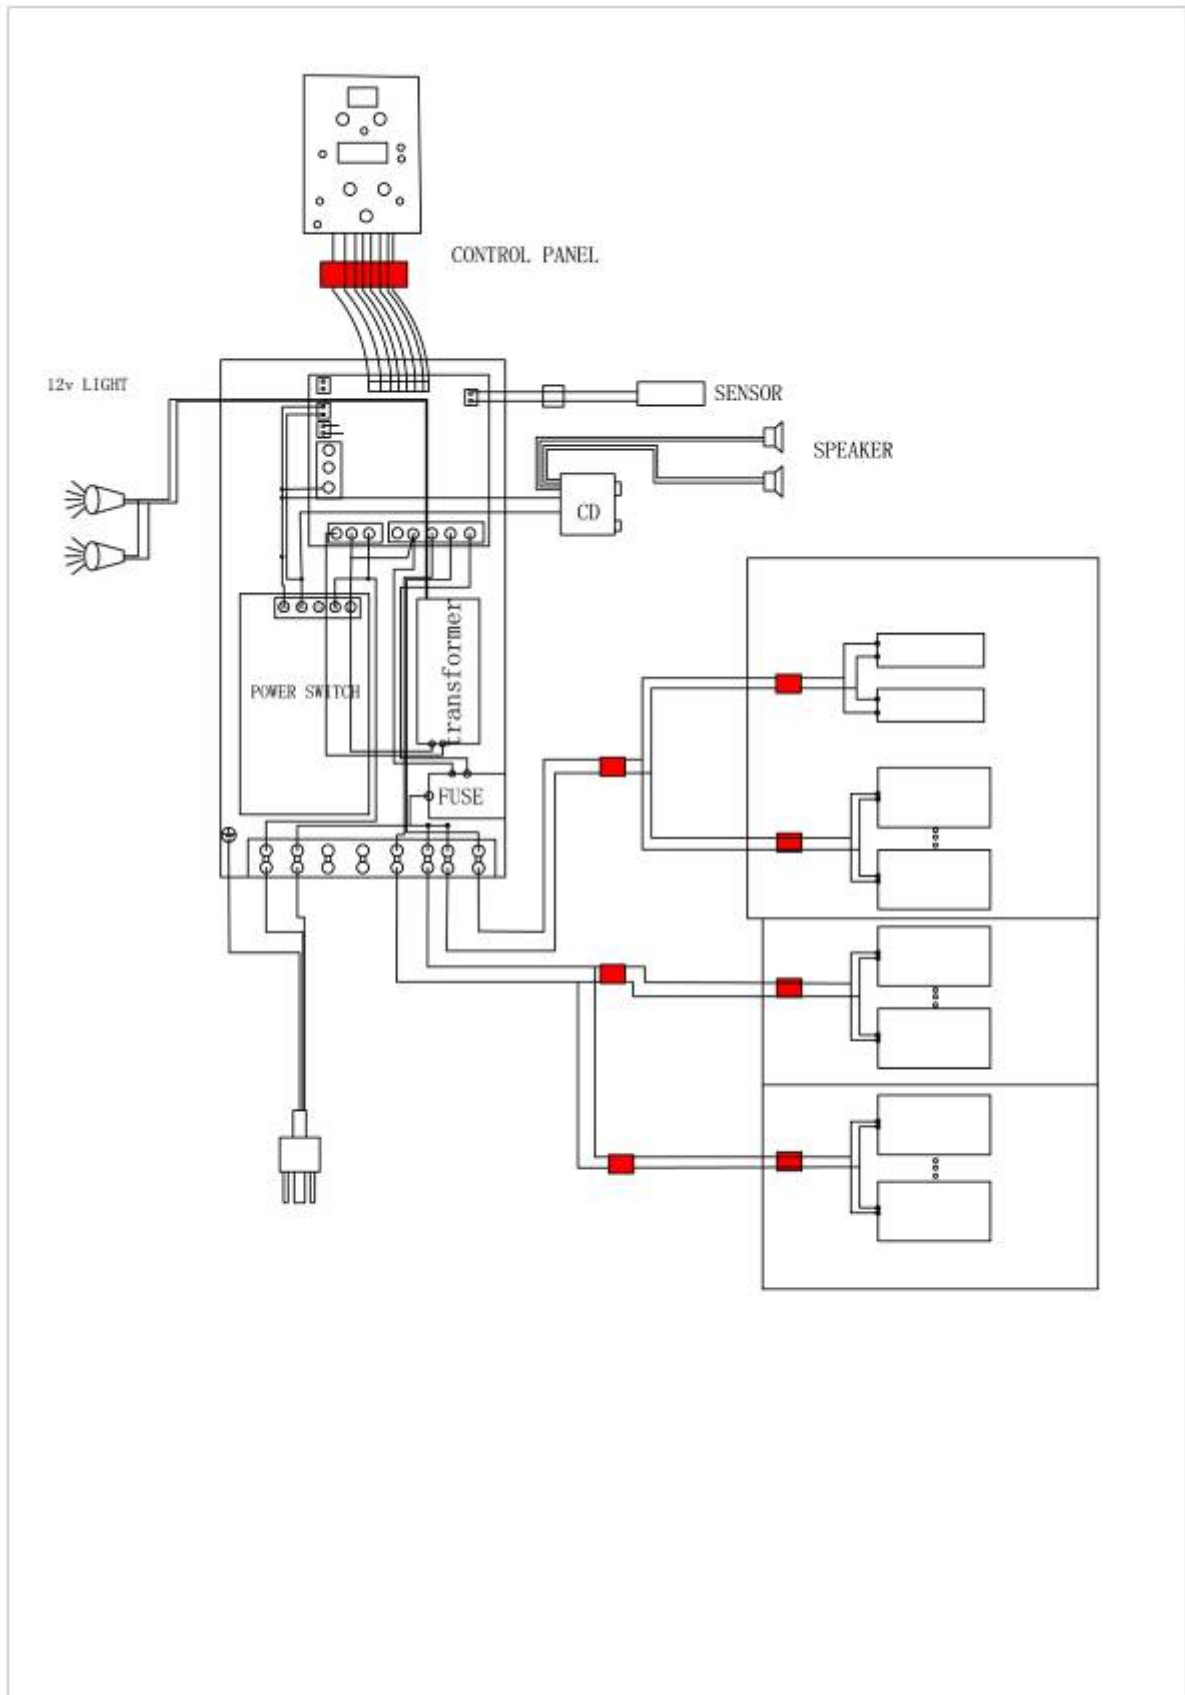 CONTROL PANEL
12v LIGHT
SENSOR
SPEAKER
CD
transformer
POWER SWITCH
FUSE